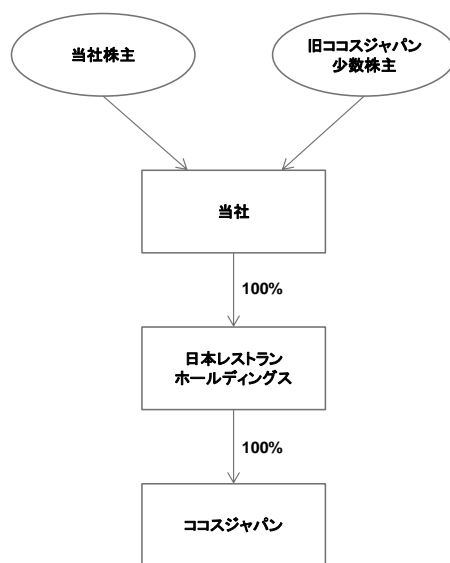 当社株主
旧ココスジャパン
少数株主
当社
100%
日本レストラン
ホールディングス
100%
ココスジャパン